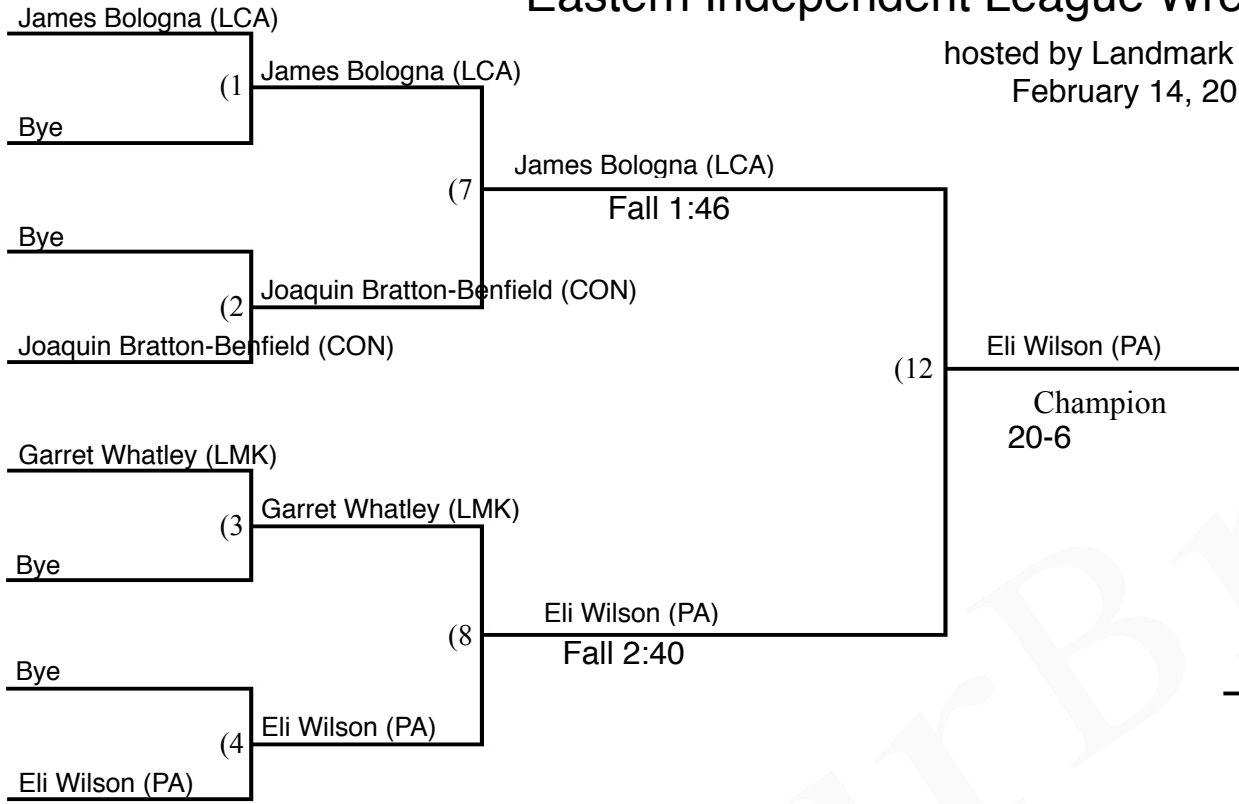 Eastern Independent League
hosted by Landmark
February 14, 20
James Bologna (LCA)
(1
James Bologna (LCA)
Bye
(7
James Bologna (LCA)
Fall 1:46
Bye
(2
Joaquin Bratton-Benfield (CON)
Joaquin Bratton-Benfield (CON)
(12
Eli Wilson (PA)
Champion
20-6
Garret Whatley (LMK)
(3
Garret Whatley (LMK)
Bye
(8
Eli Wilson (PA)
Fall 2:40
Bye
(4
Eli Wilson (PA)
Eli Wilson (PA)